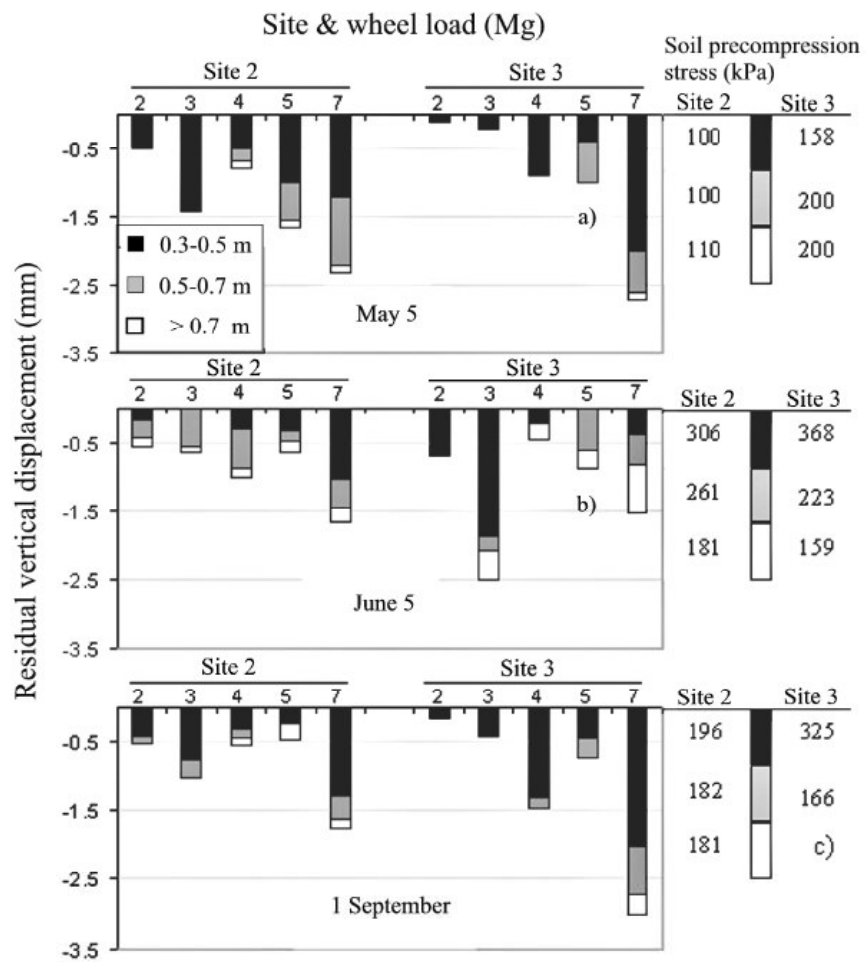 Site & wheel load (Mg)
Soil precompression
stress (kPa)
Site 2 Site 3
Site 2 Site 3
2 3 4 5 7 2 3 4 5 7
-0.5
-1.5
-2.5
-3.5
100 158
100 200
110 200
a)
0.3-0.5 m
0.5-0.7 m
> 0.7 m
May 5
Residual vertical displacement (mm)
Site 2 Site 3
Site 2 Site 3
2 3 4 5 7 2 3 4 5 7
-0.5
-1.5
-2.5
-3.5
306 368
261 223
181 159
b)
June 5
Site 2 Site 3
Site 2 Site 3
2 3 4 5 7 2 3 4 5 7
-0.5
-1.5
-2.5
-3.5
196 325
182 166
181 c)
1 September